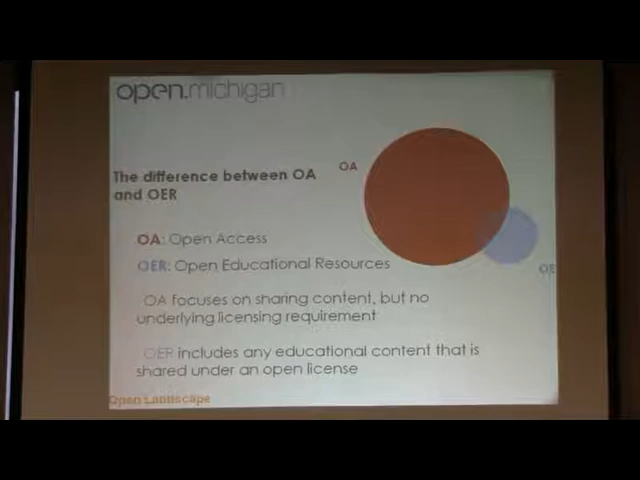 open.michigan
The difference between OA
and OER
OA
OA: Open Access
OER: Open Educational Resources
OE
OA focuses on sharing content, but no
underlying licensing requirement
OER includes any educational content that is
shared under an open license
Open Landscape